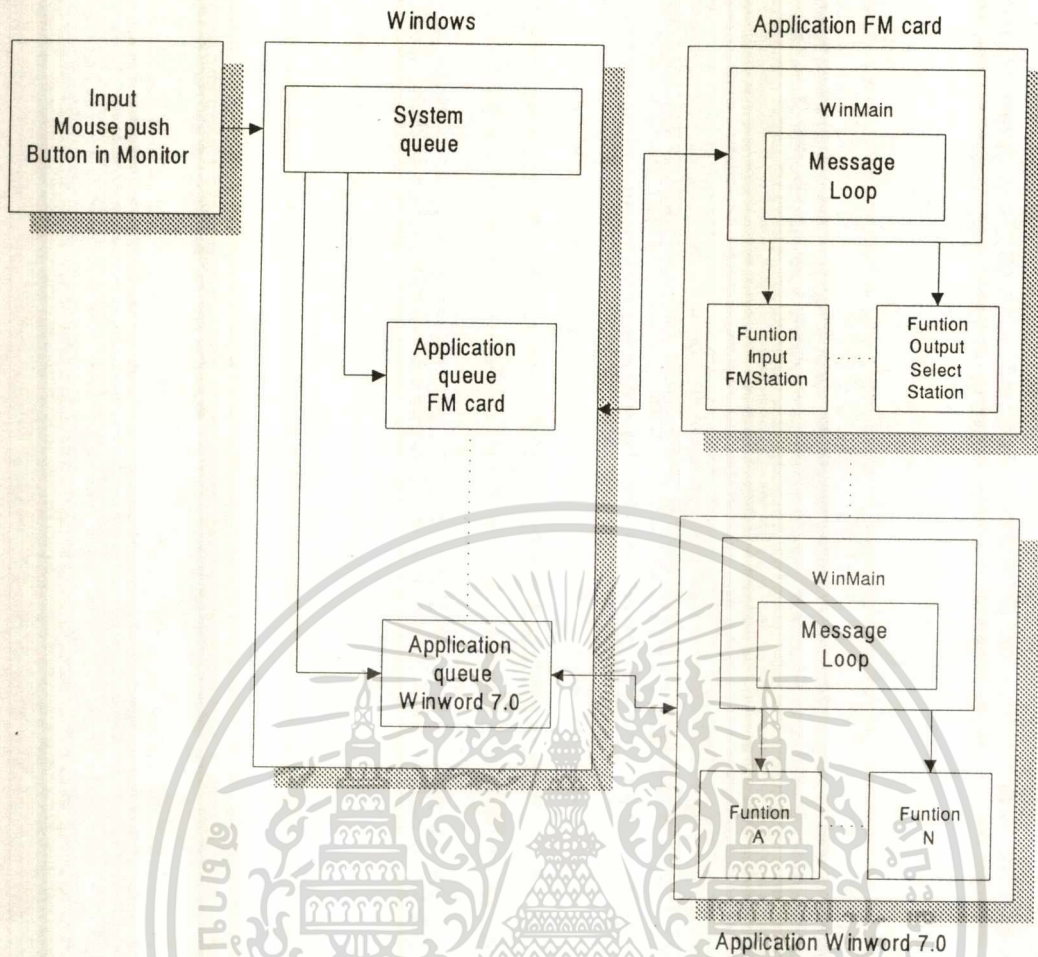 Windows
Application FM card
Input
Mouse push
Button in Monitor
System
queue
WinMain
Message
Loop
Application
queue
FM card
Funtion
Input
FMStation
Funtion
Output
Select
Station
Application
queue
Winword 7.0
WinMain
Message
Loop
Funtion
A
Funtion
N
Application Winword 7.0